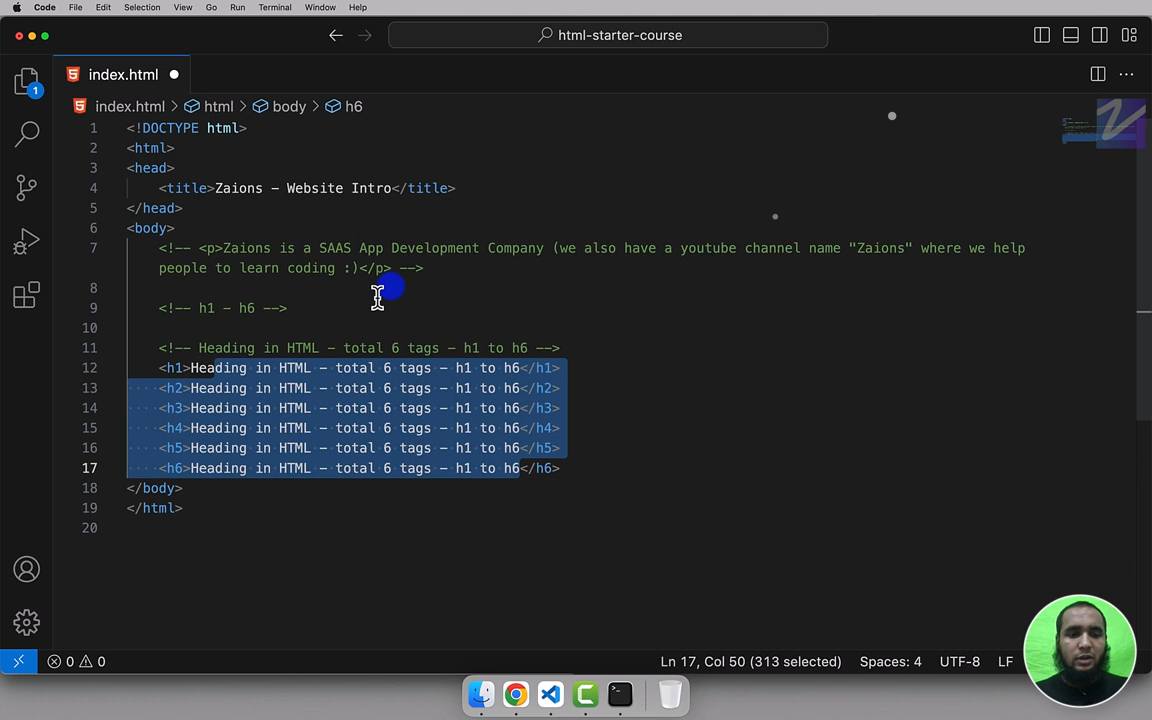 Code File Edit Selection View Go Run Terminal Window Help
html-starter-course
index.html
index.html > html > body > h6
1 <!DOCTYPE html>
2 <html>
3 <head>
4 <title>Zaions – Website Intro</title>
5 </head>
6 <body>
7 <!-- <p>Zaions is a SAAS App Development Company (we also have a youtube channel name "Zaions" where we help
people to learn coding :)</p> -->
8
9 <!-- h1 – h6 -->
10
11 <!-- Heading in HTML – total 6 tags – h1 to h6 -->
12 <h1>Heading in HTML – total 6 tags – h1 to h6</h1>
13 <h2>Heading in HTML – total 6 tags – h1 to h6</h2>
14 <h3>Heading in HTML – total 6 tags – h1 to h6</h3>
15 <h4>Heading in HTML – total 6 tags – h1 to h6</h4>
16 <h5>Heading in HTML – total 6 tags – h1 to h6</h5>
17 <h6>Heading in HTML – total 6 tags – h1 to h6</h6>
18 </body>
19 </html>
20
1
0 0 Ln 17, Col 50 (313 selected) Spaces: 4 UTF-8 LF